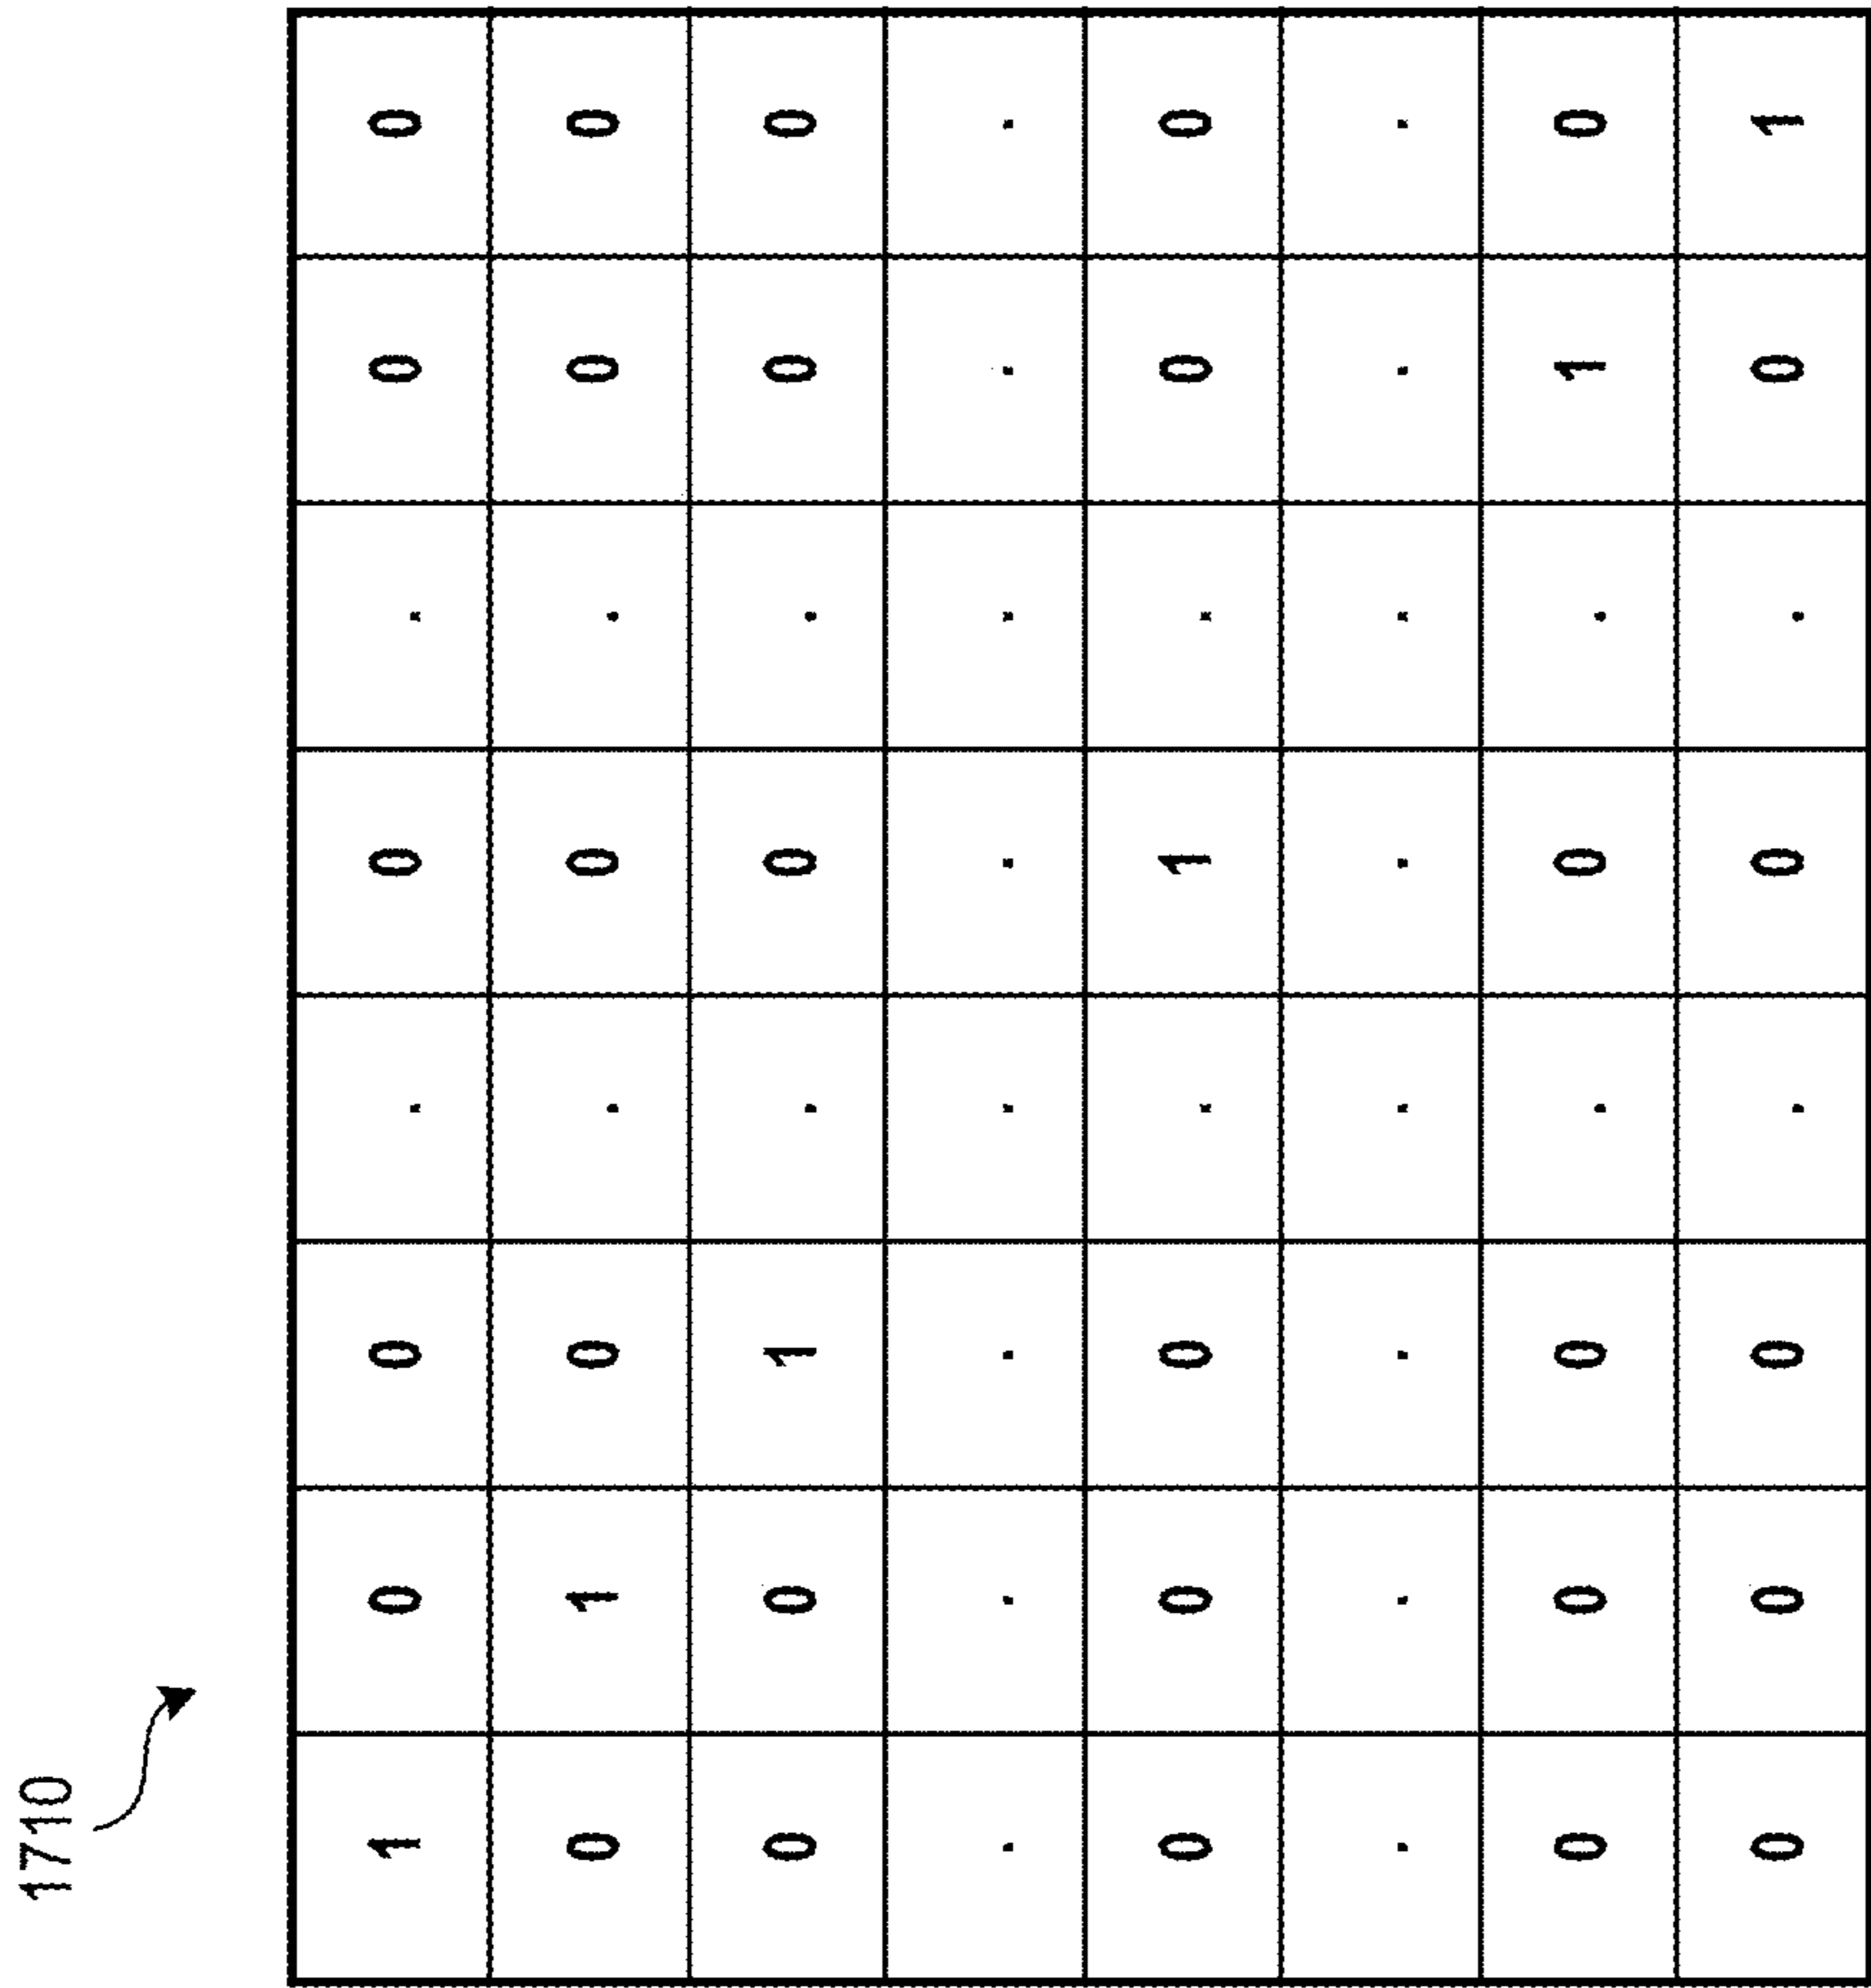 1710
1 0 0 . 0 . 0 0
0 1 0 . 0 . 0 0
0 0 1 . 0 . 0 0
. . . . . . . .
0 0 0 . 1 . 0 0
. . . . . . . .
0 0 0 . 0 . 1 0
0 0 0 . 0 . 0 1